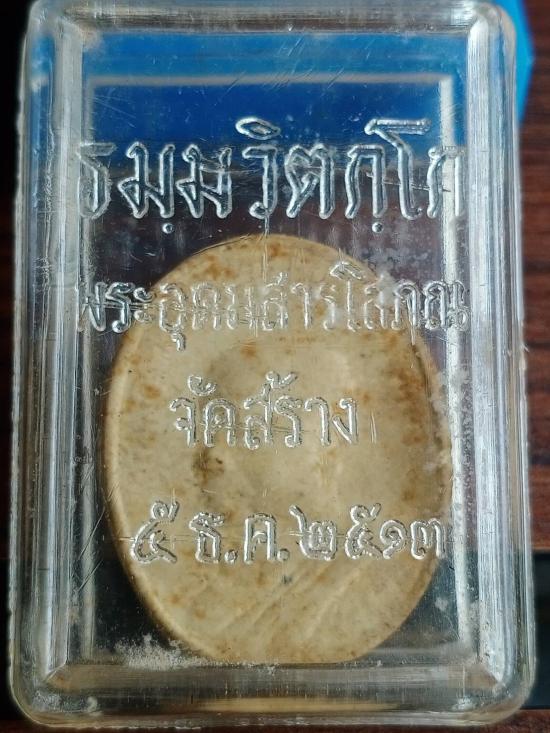 ธมฺมวิตกฺโก
พระอุดมสารโสภณ
จัดสร้าง
๕ ธ.ค.๒๕๑๓